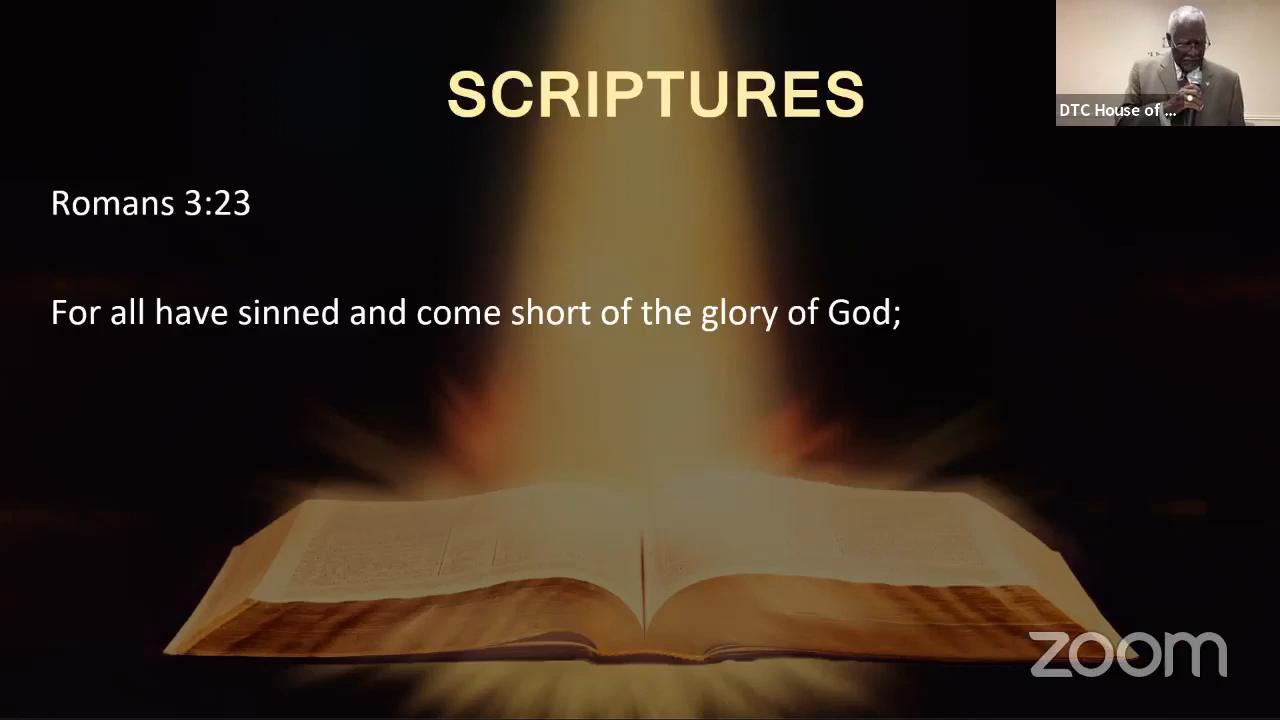 SCRIPTURES
DTC House of ...
Romans 3:23
For all have sinned and come short of the glory of God;
zoom